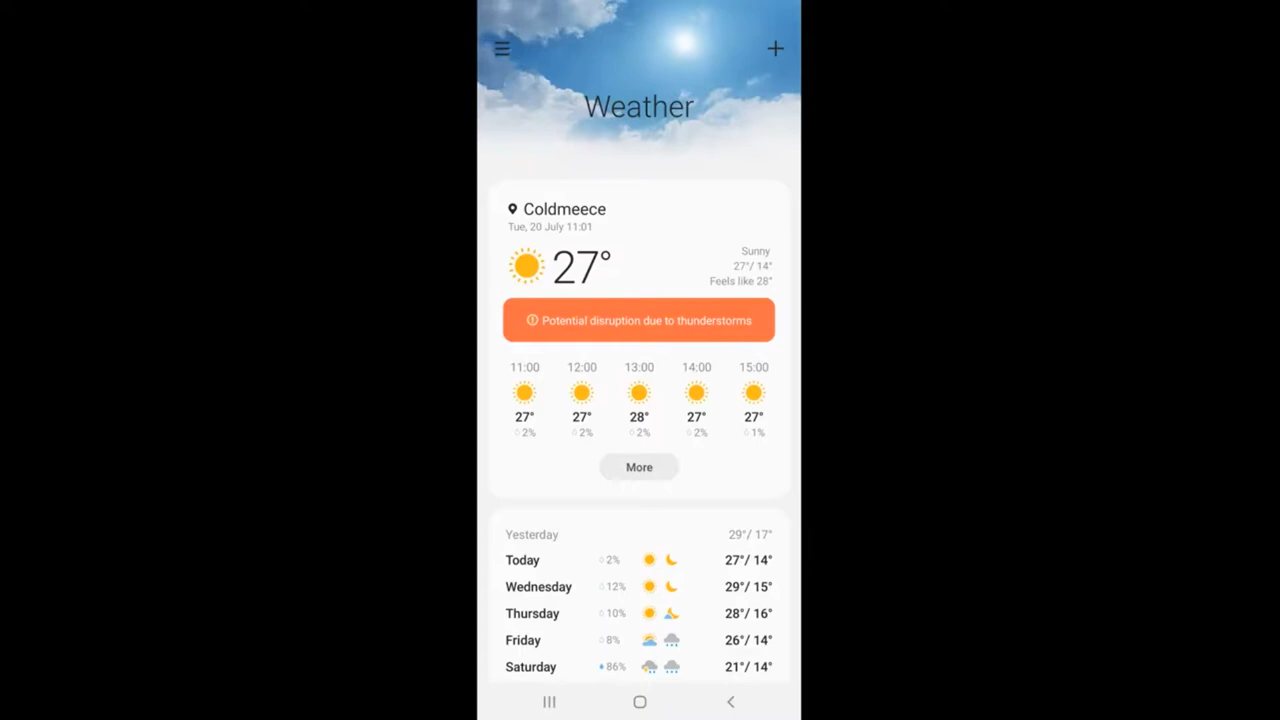 Weather
Coldmeece
Tue, 20 July 11:01
27°
Sunny
27°/ 14°
Feels like 28°
Potential disruption due to thunderstorms
11:00 12:00 13:00 14:00 15:00
27° 27° 28° 27° 27°
2% 2% 2% 2% 1%
More
Yesterday 29°/ 17°
Today 2% 27°/ 14°
Wednesday 12% 29°/ 15°
Thursday 10% 28°/ 16°
Friday 8% 26°/ 14°
Saturday 86% 21°/ 14°